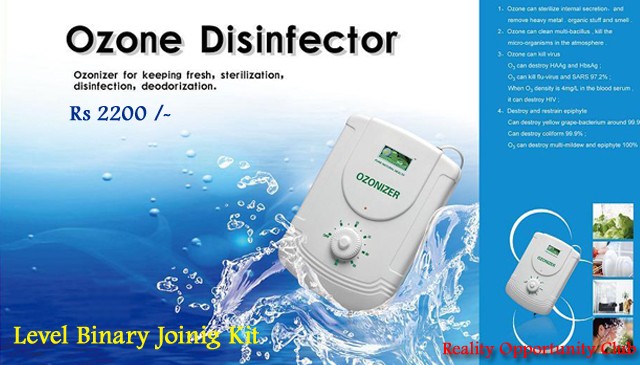 Ozone Disinfector
Ozonizer for keeping fresh, sterilization,
disinfection, deodorization.
Rs 2200 /-
OZONIZER
Level Binary Joinig Kit
1、Ozone can sterilize internal secretion. and
remove heavy metal . organic stuff and smell .
2、Ozone can clean multi-bacillus , kill the
micro-organisms in the atmosphere .
3、Ozone can kill virus
O₃ can destroy HAAg and HbsAg ;
O₃ can kill flu-virus and SARS 97.2% ;
When O₃ density is 4mg/L in the blood serum ,
it can destroy HIV ;
4、Destroy and restrain epiphyte
Can destroy yellow grape-bacterium around 99.9
Can destroy coliform 99.9% ;
O₃ can destroy multi-mildew and epiphyte 100%
Reality Opportunity Club